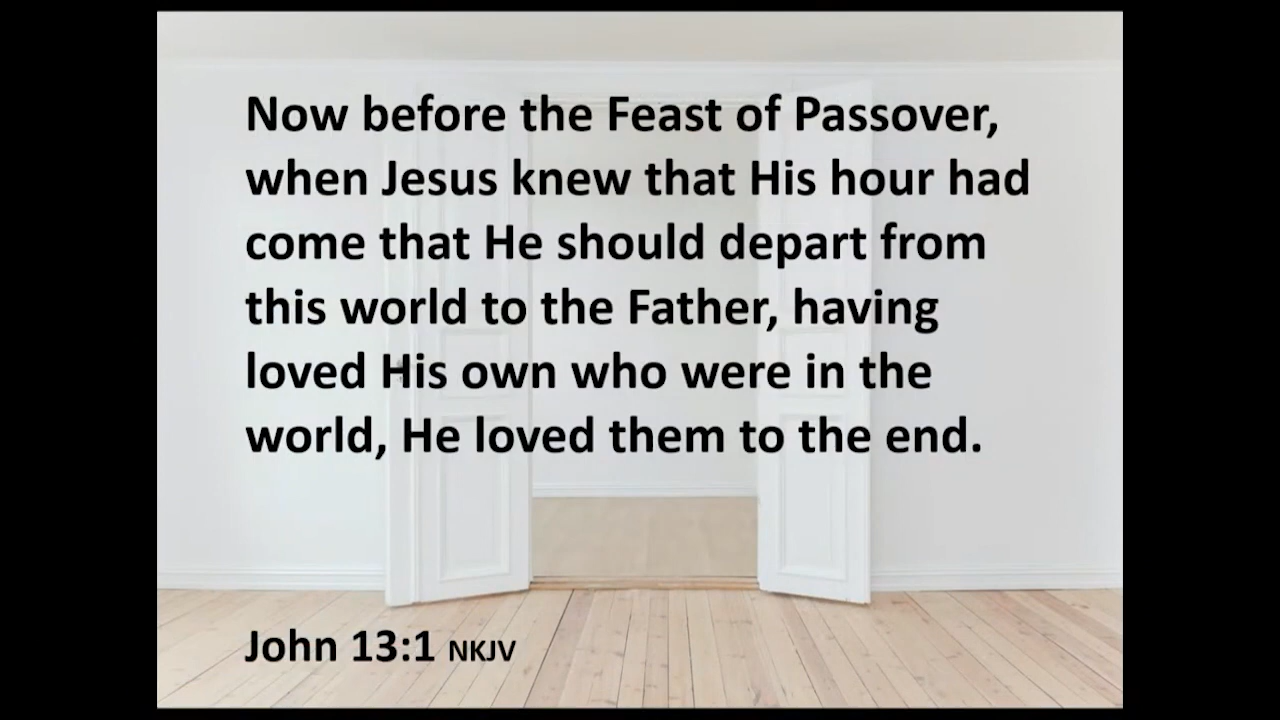 Now before the Feast of Passover,
when Jesus knew that His hour had
come that He should depart from
this world to the Father, having
loved His own who were in the
world, He loved them to the end.
John 13:1 NKJV